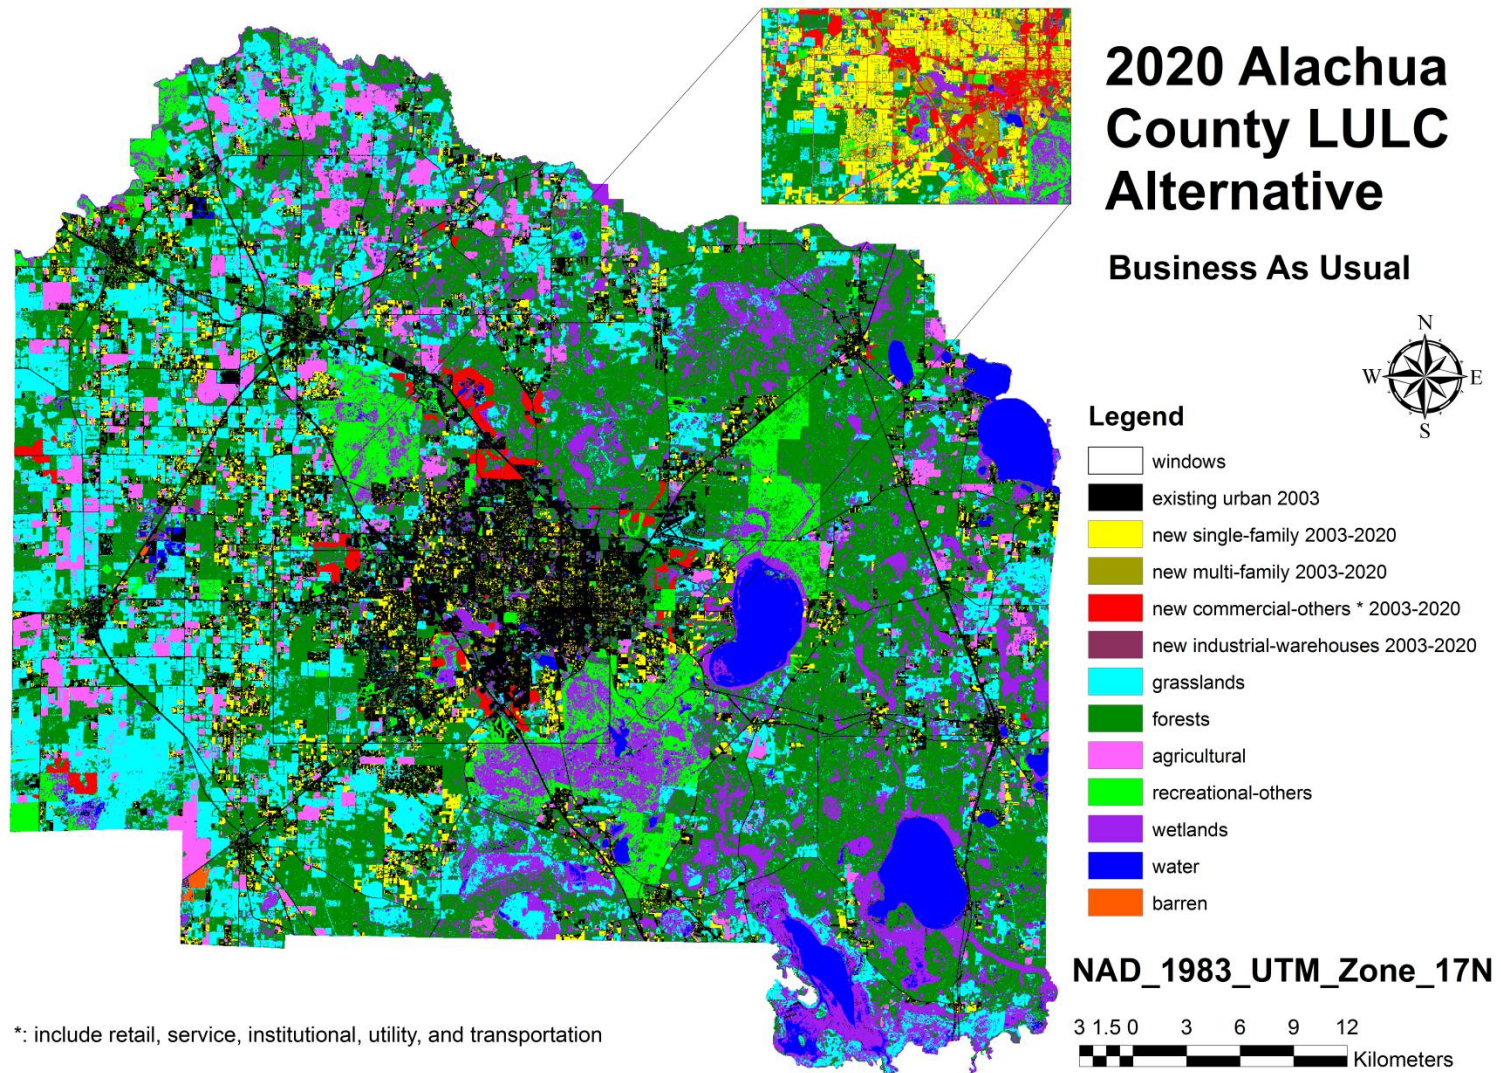 2020 Alachua
County LULC
Alternative
Business As Usual
N
W
E
S
Legend
windows
existing urban 2003
new single-family 2003-2020
new multi-family 2003-2020
new commercial-others * 2003-2020
new industrial-warehouses 2003-2020
grasslands
forests
agricultural
recreational-others
wetlands
water
barren
NAD_1983_UTM_Zone_17N
3 1.5 0 3 6 9 12
Kilometers
*: include retail, service, institutional, utility, and transportation